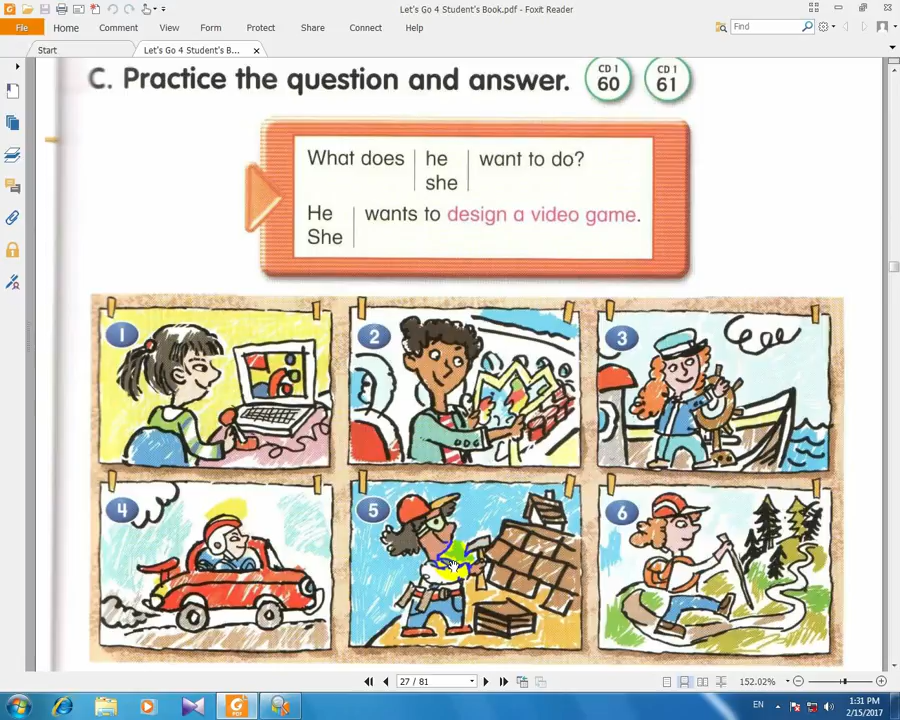 Let's Go 4 Student's Book.pdf - Foxit Reader
File Home Comment View Form Protect Share Connect Help Find
Start Let's Go 4 Student's B...
C. Practice the question and answer. CD 1 60 CD 1 61
What does he she want to do?
He She wants to design a video game.
1 2 3
4 5 6
27 / 81 152.02%
EN 1:31 PM
2/15/2017